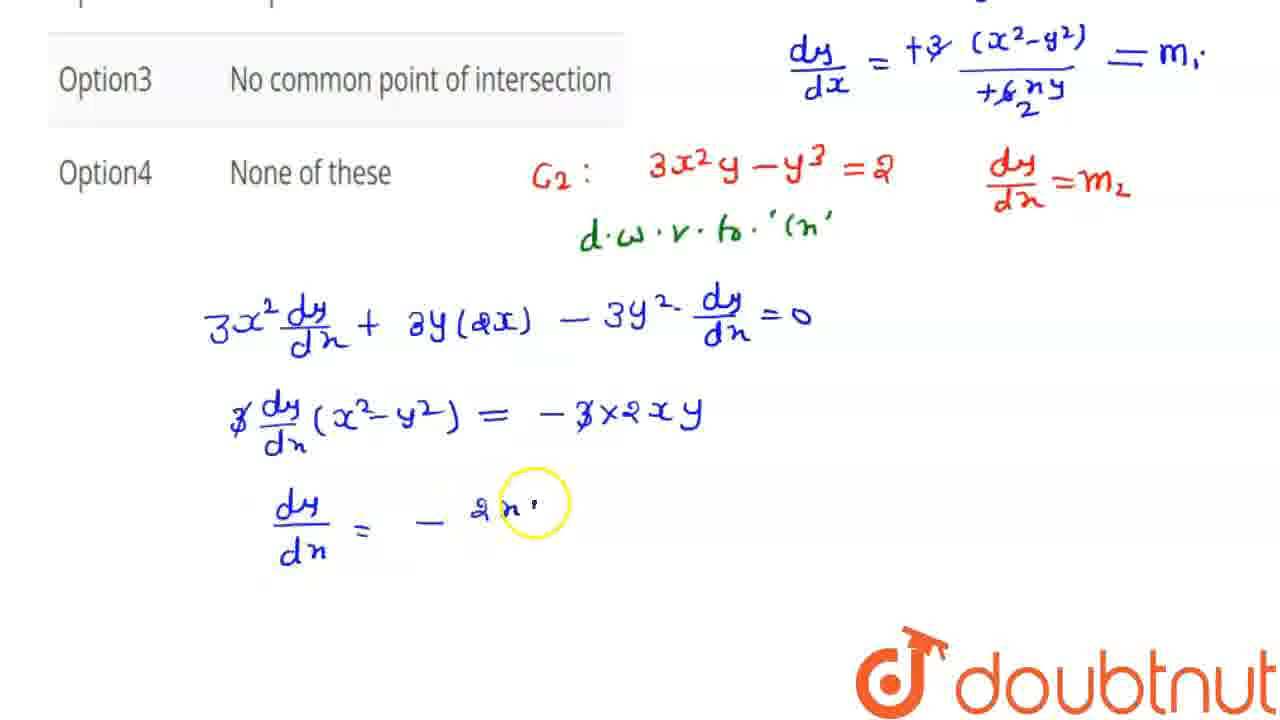 dy/dx = +3 (x²-y²) / +6 2 xy = m₁
Option3 No common point of intersection
Option4 None of these
C₂ : 3x²y - y³ = 2 dy/dx = m₂
d.w.r.to. '(x'
3x² dy/dx + 3y(2x) - 3y². dy/dx = 0
3 dy/dx (x²-y²) = -3×2xy
dy/dx = - 2x
doubtnut